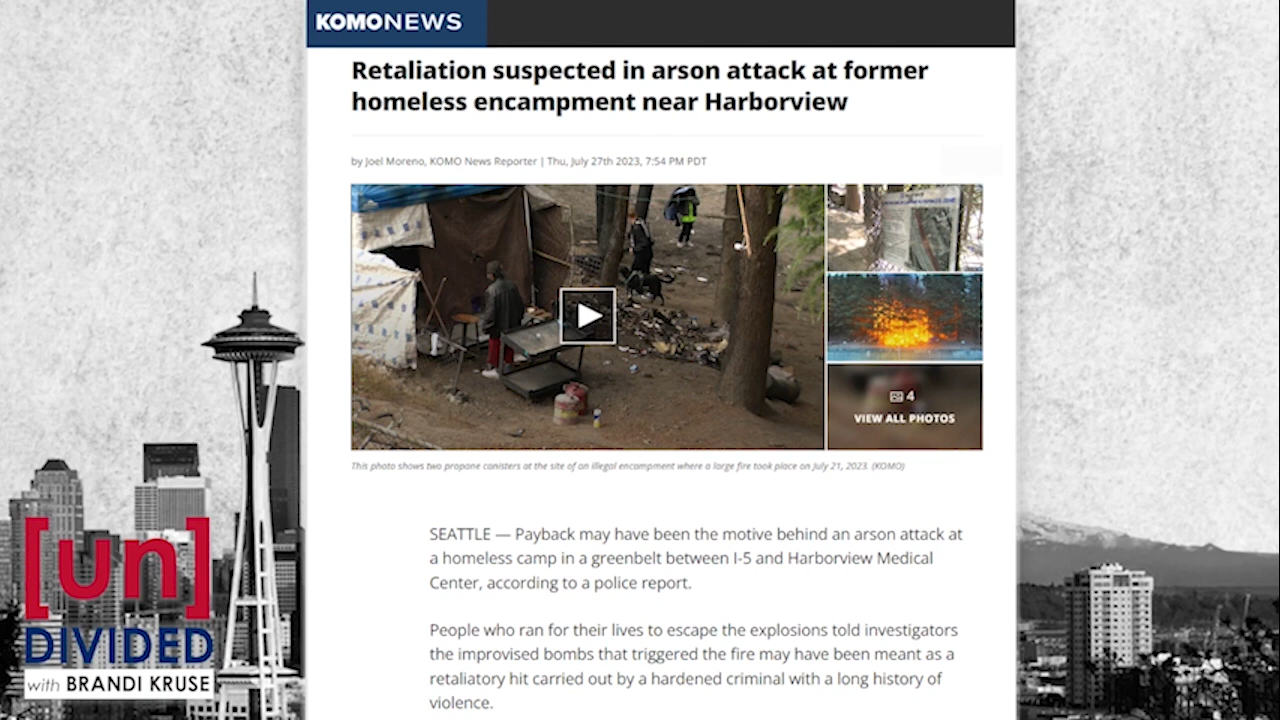 KOMONEWS
Retaliation suspected in arson attack at former
homeless encampment near Harborview
by Joel Moreno, KOMO News Reporter | Thu, July 27th 2023, 7:54 PM PDT
4
VIEW ALL PHOTOS
This photo shows two propane canisters at the site of an illegal encampment where a large fire took place on July 21, 2023. (KOMO)
SEATTLE — Payback may have been the motive behind an arson attack at
a homeless camp in a greenbelt between I-5 and Harborview Medical
Center, according to a police report.
People who ran for their lives to escape the explosions told investigators
the improvised bombs that triggered the fire may have been meant as a
retaliatory hit carried out by a hardened criminal with a long history of
violence.
[un]
DIVIDED
with BRANDI KRUSE